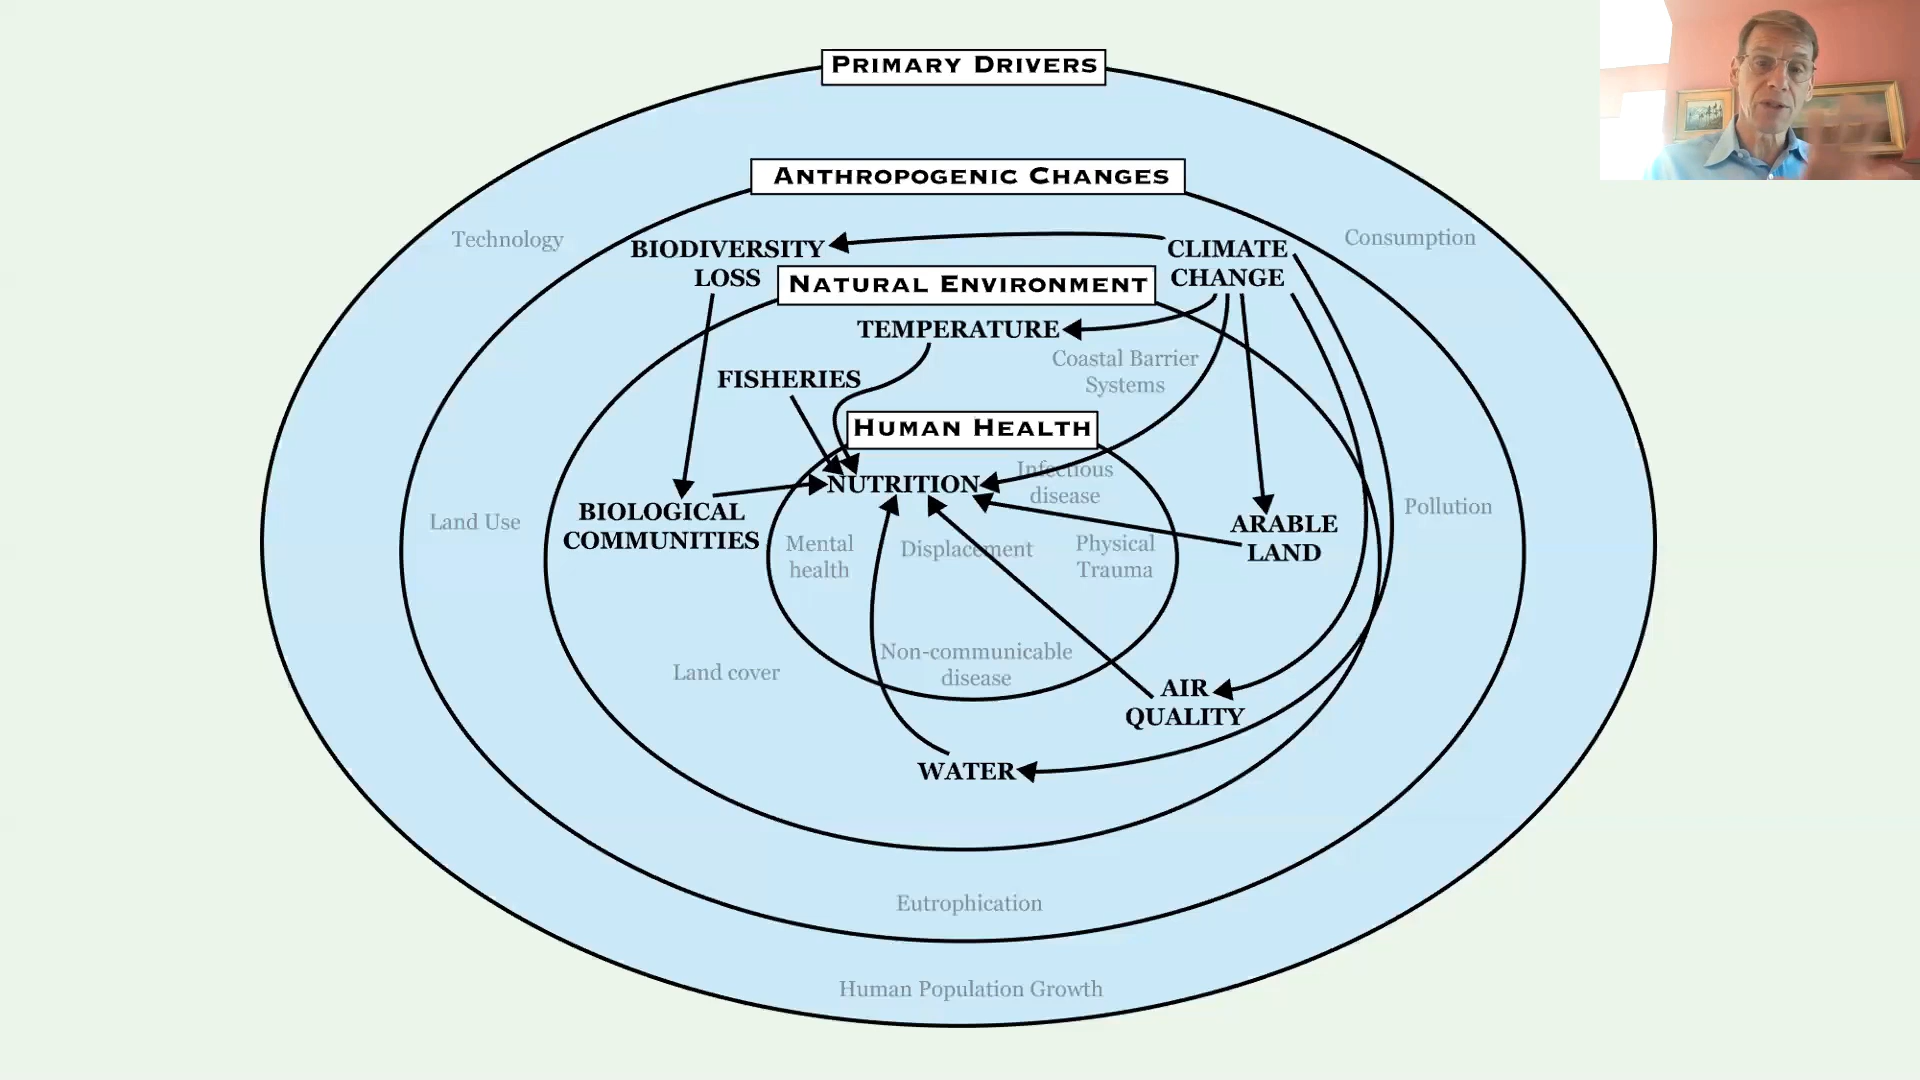 PRIMARY DRIVERS
ANTHROPOGENIC CHANGES
Technology
Consumption
BIODIVERSITY
LOSS
CLIMATE
CHANGE
NATURAL ENVIRONMENT
TEMPERATURE
Coastal Barrier
Systems
FISHERIES
HUMAN HEALTH
NUTRITION
Infectious
disease
Land Use
BIOLOGICAL
COMMUNITIES
Mental
health
Displacement
Physical
Trauma
ARABLE
LAND
Pollution
Land cover
Non-communicable
disease
AIR
QUALITY
WATER
Eutrophication
Human Population Growth